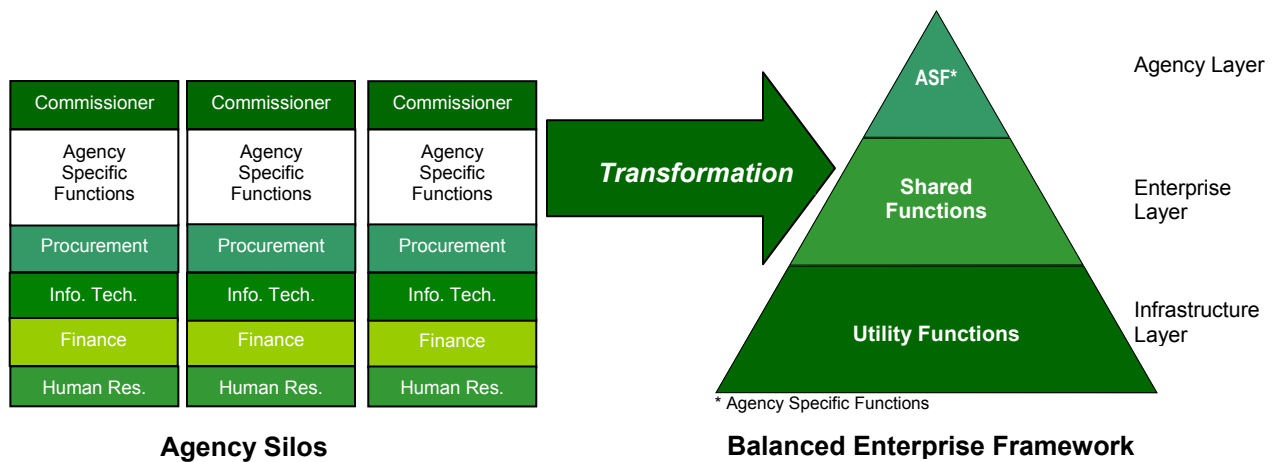 Commissioner
Agency
Specific
Functions
Procurement
Info. Tech.
Finance
Human Res.
Commissioner
Agency
Specific
Functions
Procurement
Info. Tech.
Finance
Human Res.
Commissioner
Agency
Specific
Functions
Procurement
Info. Tech.
Finance
Human Res.
Agency Silos
Transformation
ASF*
Shared
Functions
Utility Functions
* Agency Specific Functions
Balanced Enterprise Framework
Agency Layer
Enterprise
Layer
Infrastructure
Layer